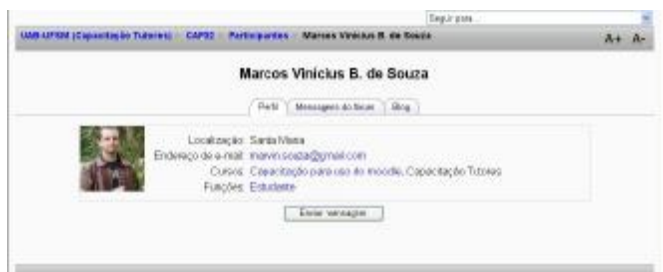 Seguir para...
UAB-UFSM (Capacitação Tutores) CAP02 Participantes Marcos Vinicius B. de Souza A+ A-
Marcos Vinícius B. de Souza
Perfil Mensagens do fórum Blog
Localização: Santa Maria
Endereço de e-mail: marvin.souza@gmail.com
Cursos: Capacitação para uso do moodle, Capacitação Tutores
Funções: Estudante
Enviar mensagem